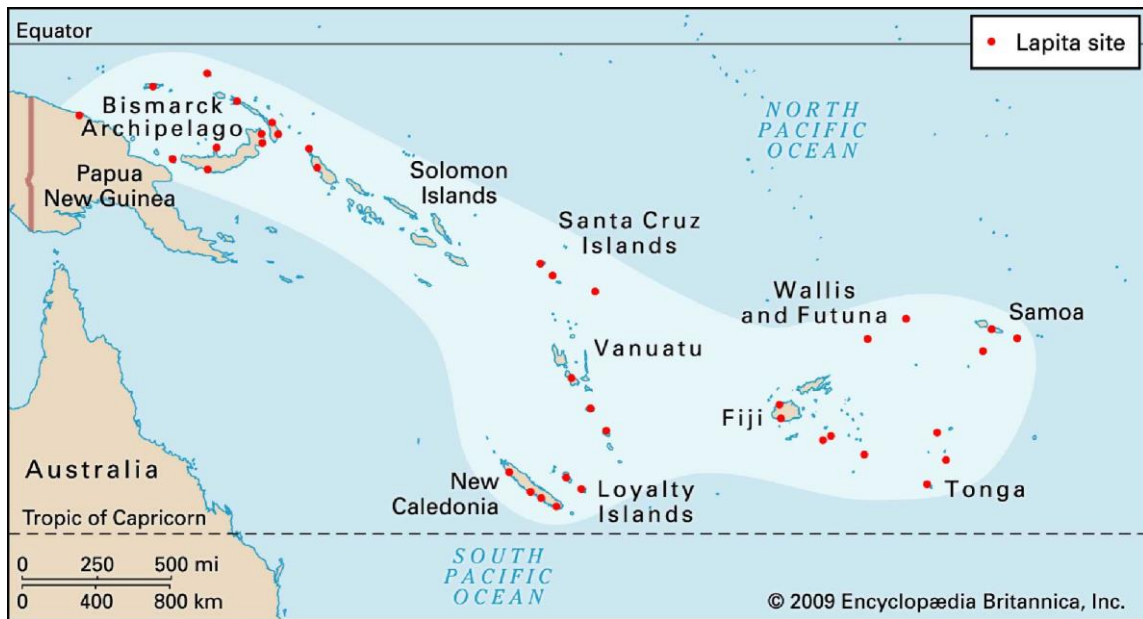 Equator
Lapita site
Bismarck
Archipelago
NORTH
PACIFIC
OCEAN
Papua
New Guinea
Solomon
Islands
Santa Cruz
Islands
Wallis
and Futuna
Samoa
Vanuatu
Fiji
Australia
New
Caledonia
Loyalty
Islands
Tonga
Tropic of Capricorn
0 250 500 mi
0 400 800 km
SOUTH
PACIFIC
OCEAN
© 2009 Encyclopædia Britannica, Inc.